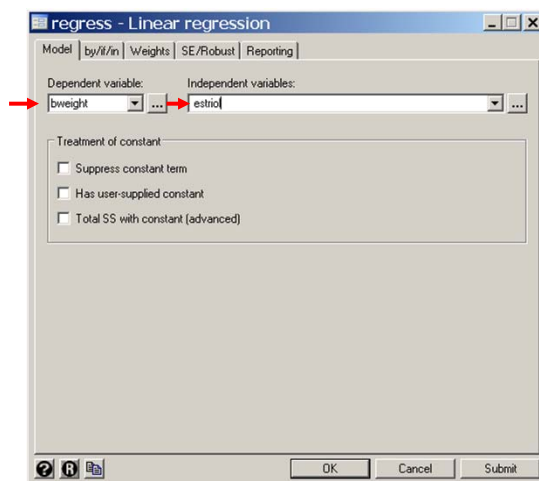 regress - Linear regression
Model by/if/in Weights SE/Robust Reporting
Dependent variable: Independent variables:
bweight ... estriol ...
Treatment of constant
Suppress constant term
Has user-supplied constant
Total SS with constant (advanced)
? R OK Cancel Submit